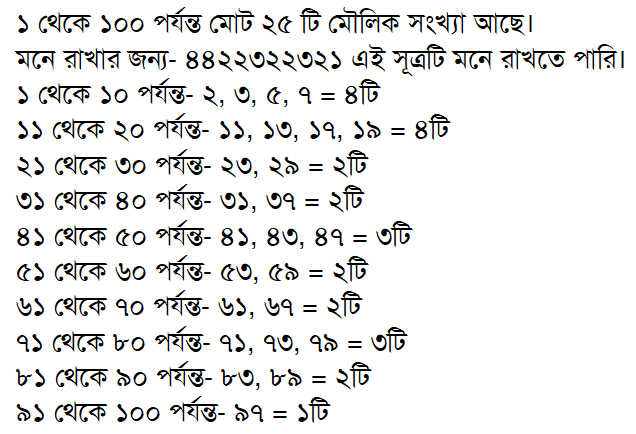 ১ থেকে ১০০ পর্যন্ত মোট ২৫ টি মৌলিক সংখ্যা আছে।
মনে রাখার জন্য- ৪৪২২৩২২৩২১ এই সূত্রটি মনে রাখতে পারি।
১ থেকে ১০ পর্যন্ত- ২, ৩, ৫, ৭ = ৪টি
১১ থেকে ২০ পর্যন্ত- ১১, ১৩, ১৭, ১৯ = ৪টি
২১ থেকে ৩০ পর্যন্ত- ২৩, ২৯ = ২টি
৩১ থেকে ৪০ পর্যন্ত- ৩১, ৩৭ = ২টি
৪১ থেকে ৫০ পর্যন্ত- ৪১, ৪৩, ৪৭ = ৩টি
৫১ থেকে ৬০ পর্যন্ত- ৫৩, ৫৯ = ২টি
৬১ থেকে ৭০ পর্যন্ত- ৬১, ৬৭ = ২টি
৭১ থেকে ৮০ পর্যন্ত- ৭১, ৭৩, ৭৯ = ৩টি
৮১ থেকে ৯০ পর্যন্ত- ৮৩, ৮৯ = ২টি
৯১ থেকে ১০০ পর্যন্ত- ৯৭ = ১টি